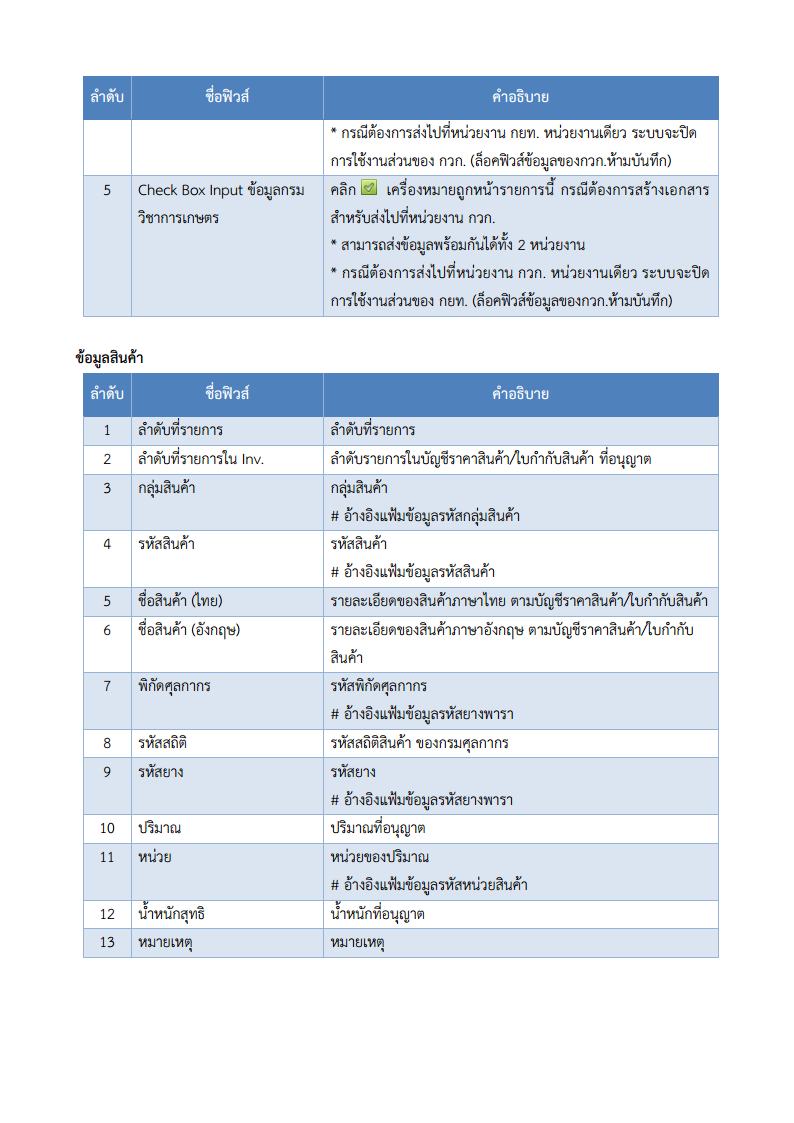 ลำดับ ชื่อฟิวส์ คำอธิบาย
* กรณีต้องการส่งไปที่หน่วยงาน กยท. หน่วยงานเดียว ระบบจะปิด
การใช้งานส่วนของ กวก. (ล็อคฟิวส์ข้อมูลของกวก.ห้ามบันทึก)
5 Check Box Input ข้อมูลกรม คลิก เครื่องหมายถูกหน้ารายการนี้ กรณีต้องการสร้างเอกสาร
วิชาการเกษตร สำหรับส่งไปที่หน่วยงาน กวก.
* สามารถส่งข้อมูลพร้อมกันได้ทั้ง 2 หน่วยงาน
* กรณีต้องการส่งไปที่หน่วยงาน กวก. หน่วยงานเดียว ระบบจะปิด
การใช้งานส่วนของ กยท. (ล็อคฟิวส์ข้อมูลของกวก.ห้ามบันทึก)
ข้อมูลสินค้า
ลำดับ ชื่อฟิวส์ คำอธิบาย
1 ลำดับที่รายการ ลำดับที่รายการ
2 ลำดับที่รายการใน Inv. ลำดับรายการในบัญชีราคาสินค้า/ใบกำกับสินค้า ที่อนุญาต
3 กลุ่มสินค้า กลุ่มสินค้า
# อ้างอิงแฟ้มข้อมูลรหัสกลุ่มสินค้า
4 รหัสสินค้า รหัสสินค้า
# อ้างอิงแฟ้มข้อมูลรหัสสินค้า
5 ชื่อสินค้า (ไทย) รายละเอียดของสินค้าภาษาไทย ตามบัญชีราคาสินค้า/ใบกำกับสินค้า
6 ชื่อสินค้า (อังกฤษ) รายละเอียดของสินค้าภาษาอังกฤษ ตามบัญชีราคาสินค้า/ใบกำกับ
สินค้า
7 พิกัดศุลกากร รหัสพิกัดศุลกากร
# อ้างอิงแฟ้มข้อมูลรหัสยางพารา
8 รหัสสถิติ รหัสสถิติสินค้า ของกรมศุลกากร
9 รหัสยาง รหัสยาง
# อ้างอิงแฟ้มข้อมูลรหัสยางพารา
10 ปริมาณ ปริมาณที่อนุญาต
11 หน่วย หน่วยของปริมาณ
# อ้างอิงแฟ้มข้อมูลรหัสหน่วยสินค้า
12 น้ำหนักสุทธิ น้ำหนักที่อนุญาต
13 หมายเหตุ หมายเหตุ